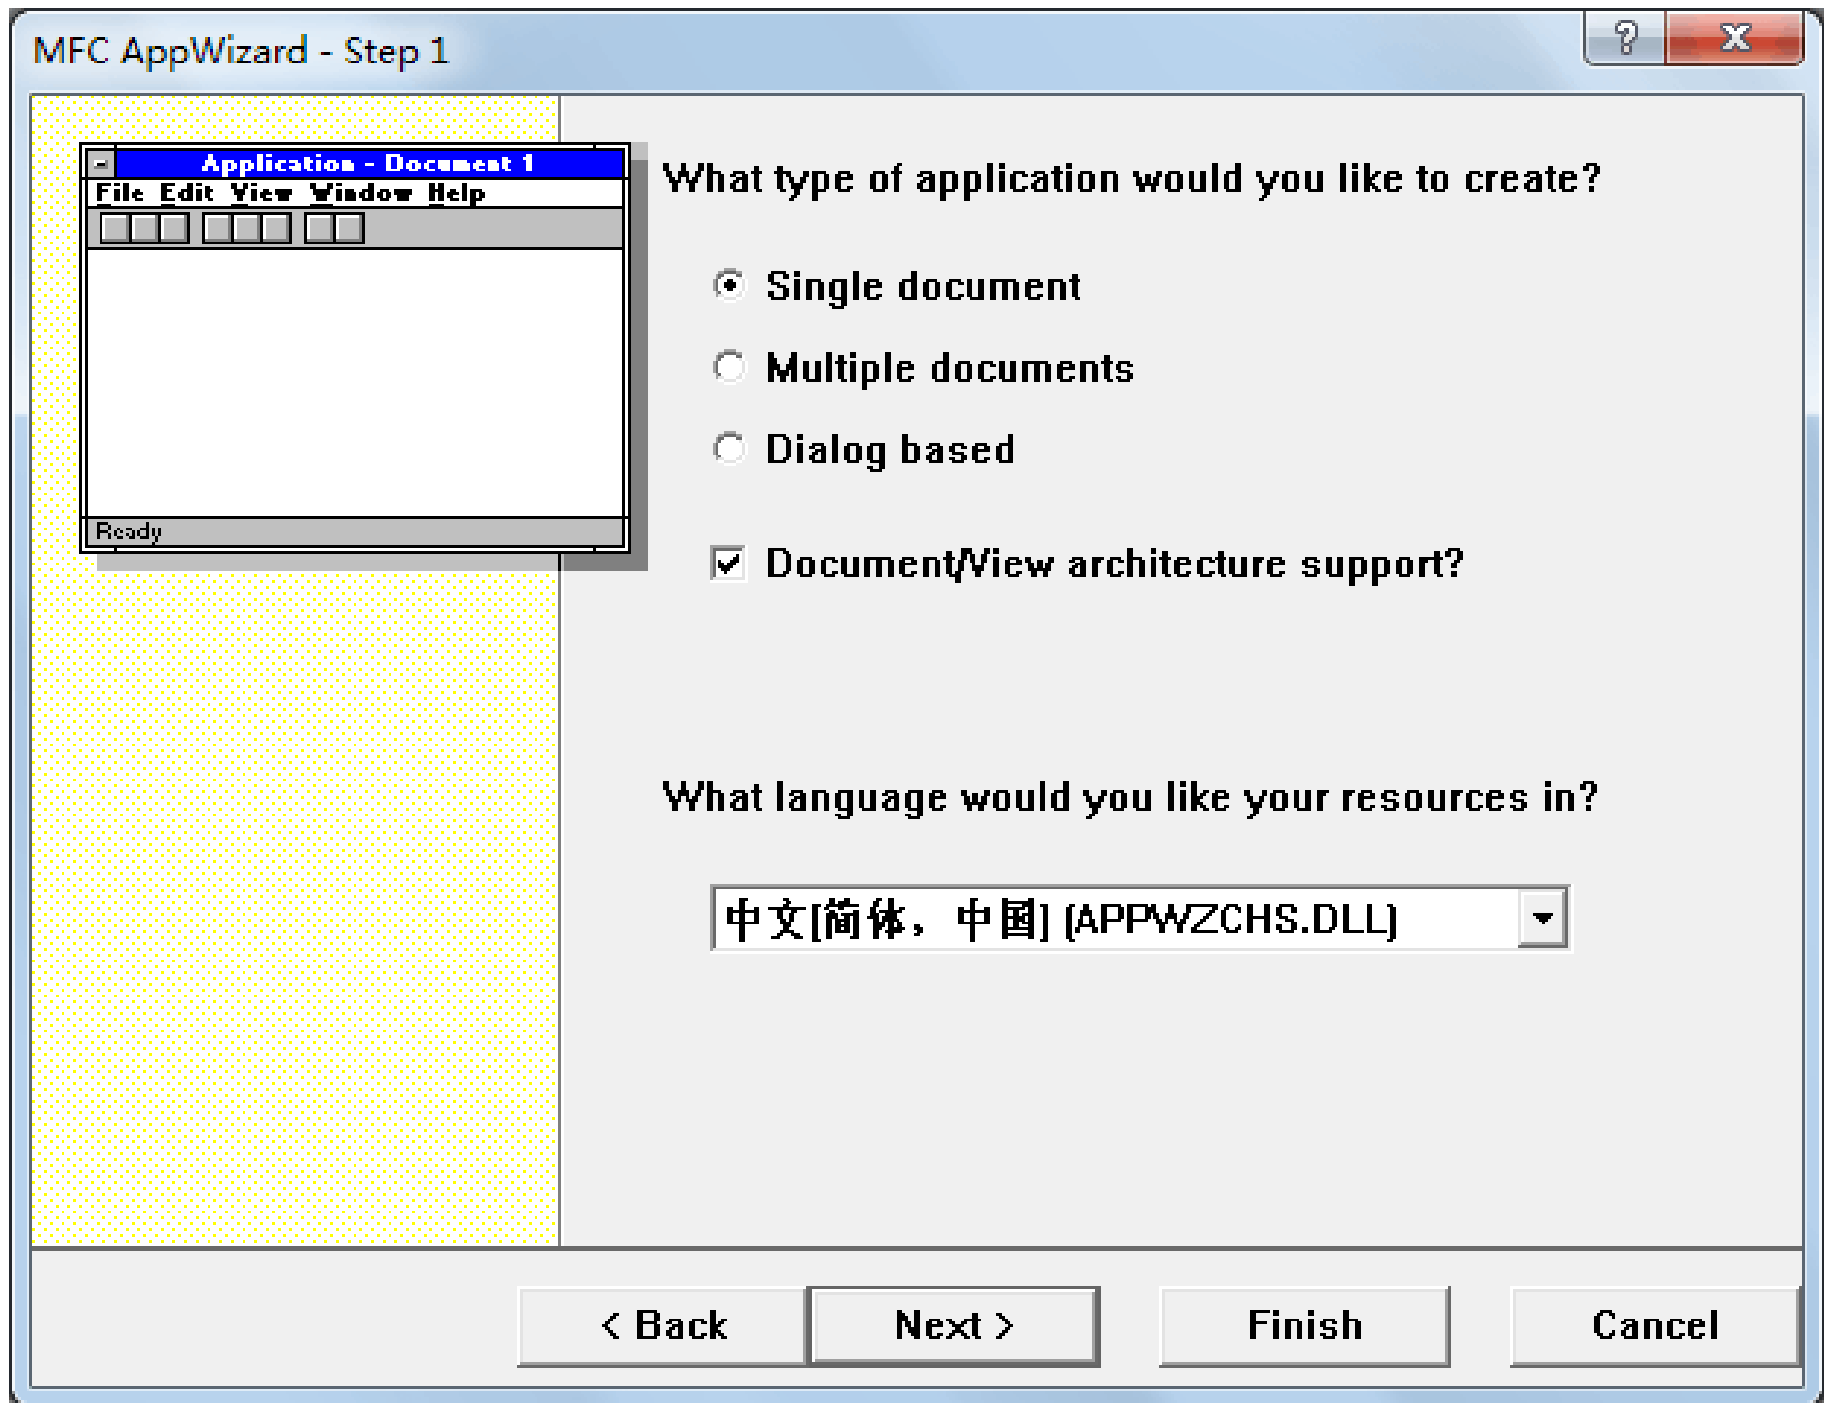 MFC AppWizard - Step 1
Application - Document 1
File Edit View Window Help
Ready
What type of application would you like to create?
Single document
Multiple documents
Dialog based
Document/View architecture support?
What language would you like your resources in?
中文[简体，中国] (APPWZCHS.DLL)
< Back Next > Finish Cancel